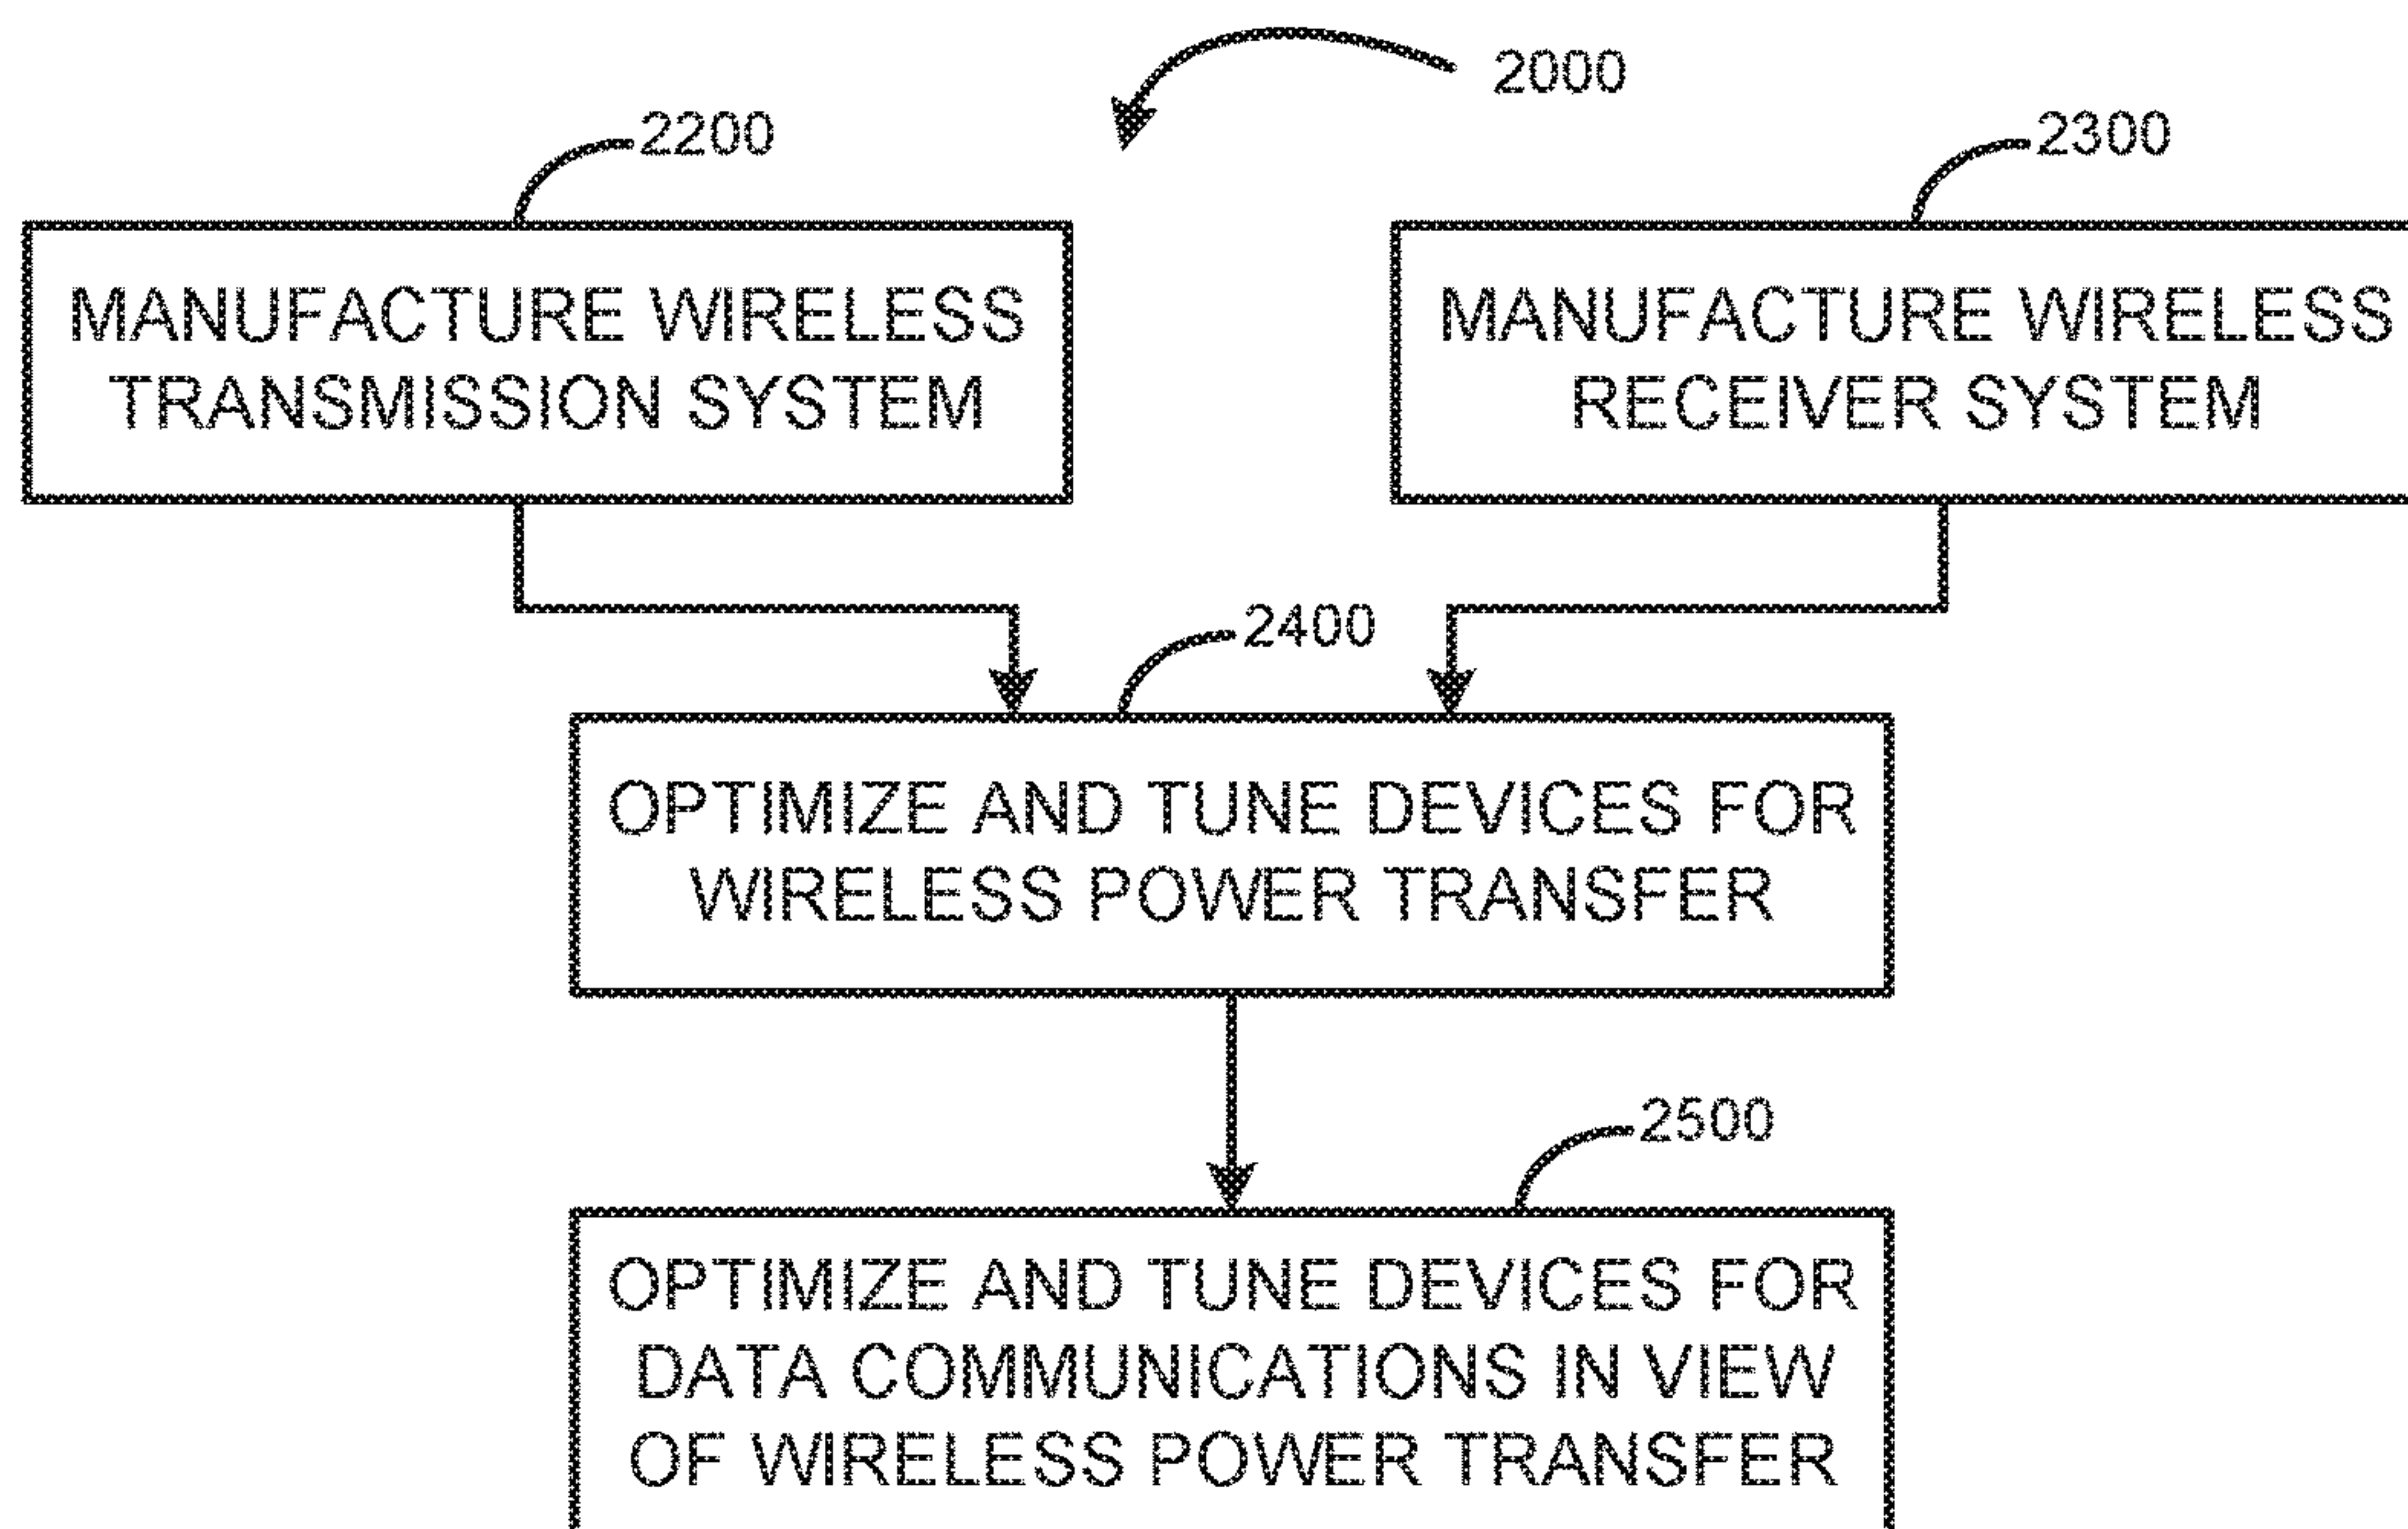 2000
2200
2300
MANUFACTURE WIRELESS
TRANSMISSION SYSTEM
MANUFACTURE WIRELESS
RECEIVER SYSTEM
2400
OPTIMIZE AND TUNE DEVICES FOR
WIRELESS POWER TRANSFER
2500
OPTIMIZE AND TUNE DEVICES FOR
DATA COMMUNICATIONS IN VIEW
OF WIRELESS POWER TRANSFER